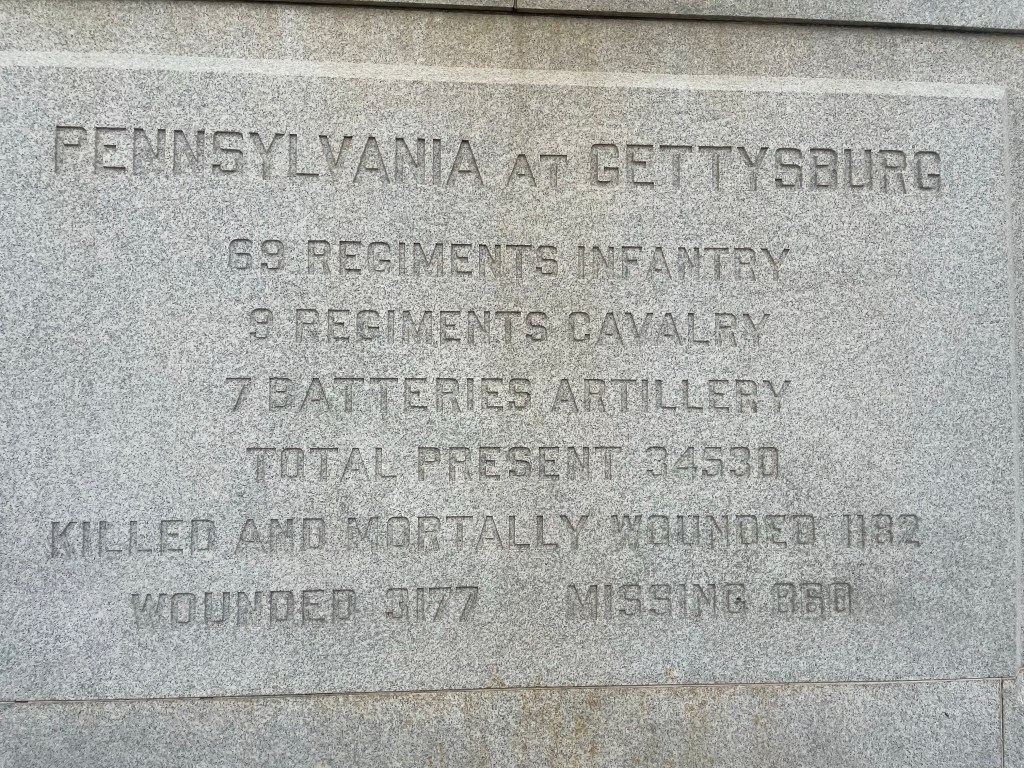 PENNSYLVANIA AT GETTYSBURG
69 REGIMENTS INFANTRY
9 REGIMENTS CAVALRY
7 BATTERIES ARTILLERY
TOTAL PRESENT 34530
KILLED AND MORTALLY WOUNDED 1182
WOUNDED 3177 MISSING 860